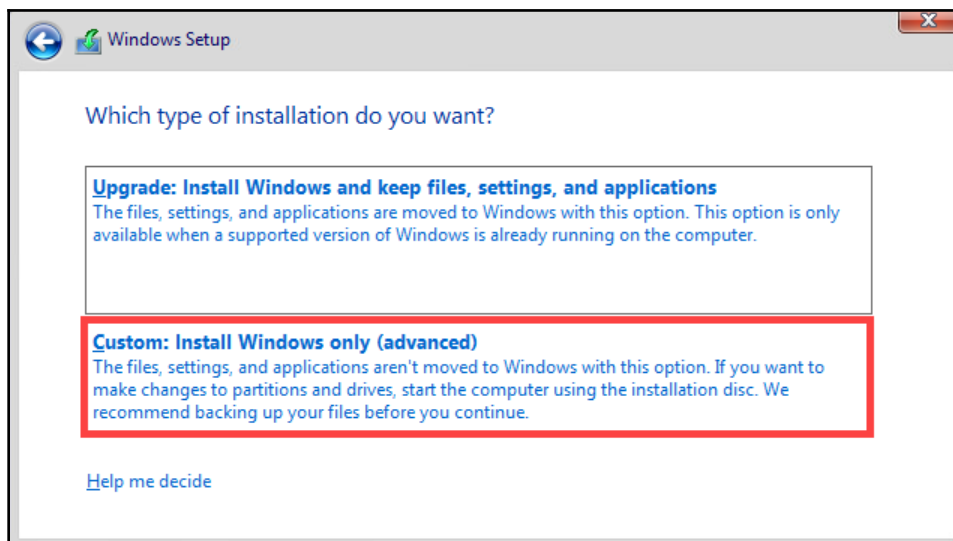 Windows Setup
Which type of installation do you want?
Upgrade: Install Windows and keep files, settings, and applications
The files, settings, and applications are moved to Windows with this option. This option is only
available when a supported version of Windows is already running on the computer.
Custom: Install Windows only (advanced)
The files, settings, and applications aren't moved to Windows with this option. If you want to
make changes to partitions and drives, start the computer using the installation disc. We
recommend backing up your files before you continue.
Help me decide